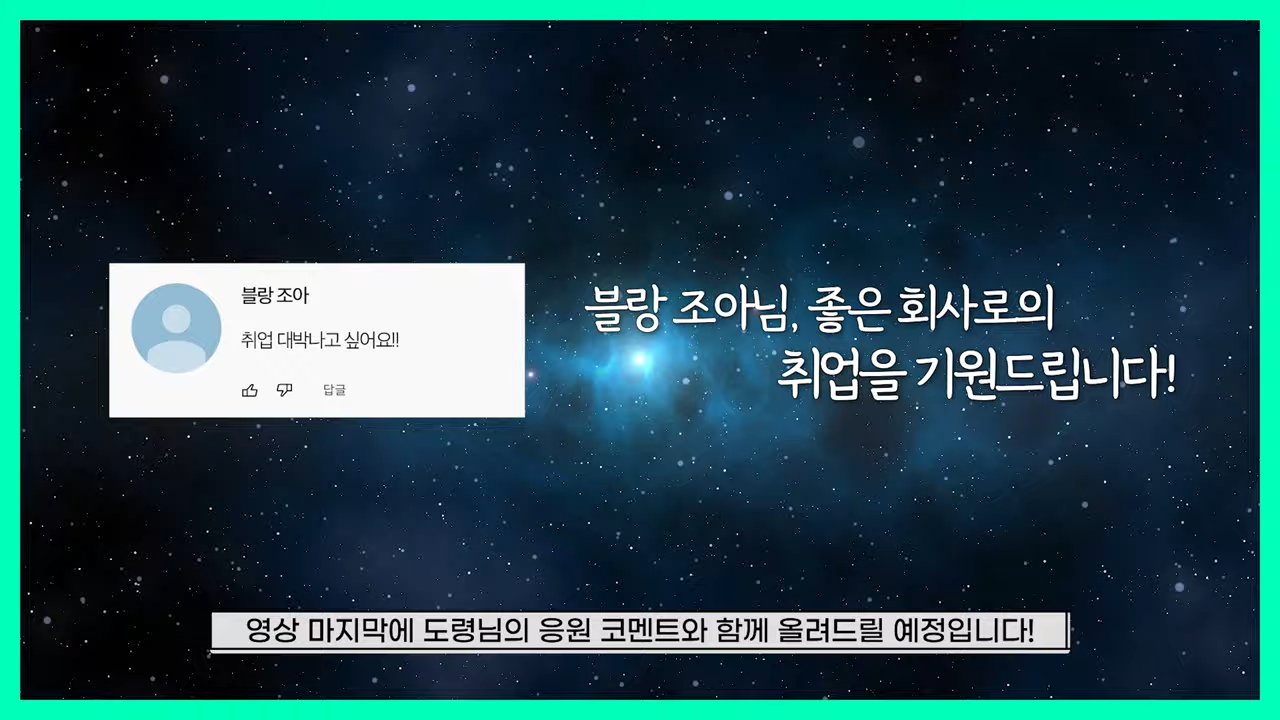 블랑 조아
취업 대박나고 싶어요!!
답글
블랑 조아님, 좋은 회사로의
취업을 기원드립니다!
영상 마지막에 도령님의 응원 코멘트와 함께 올려드릴 예정입니다!